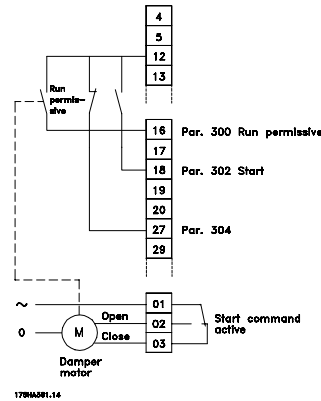 4
5
12
13
Run
permis-
sive
16 Par. 300 Run permissive
17
18 Par. 302 Start
19
20
27 Par. 304
29
~ 01
Open 02 Start command
active
0 M Close 03
Damper
motor
175HA581.14